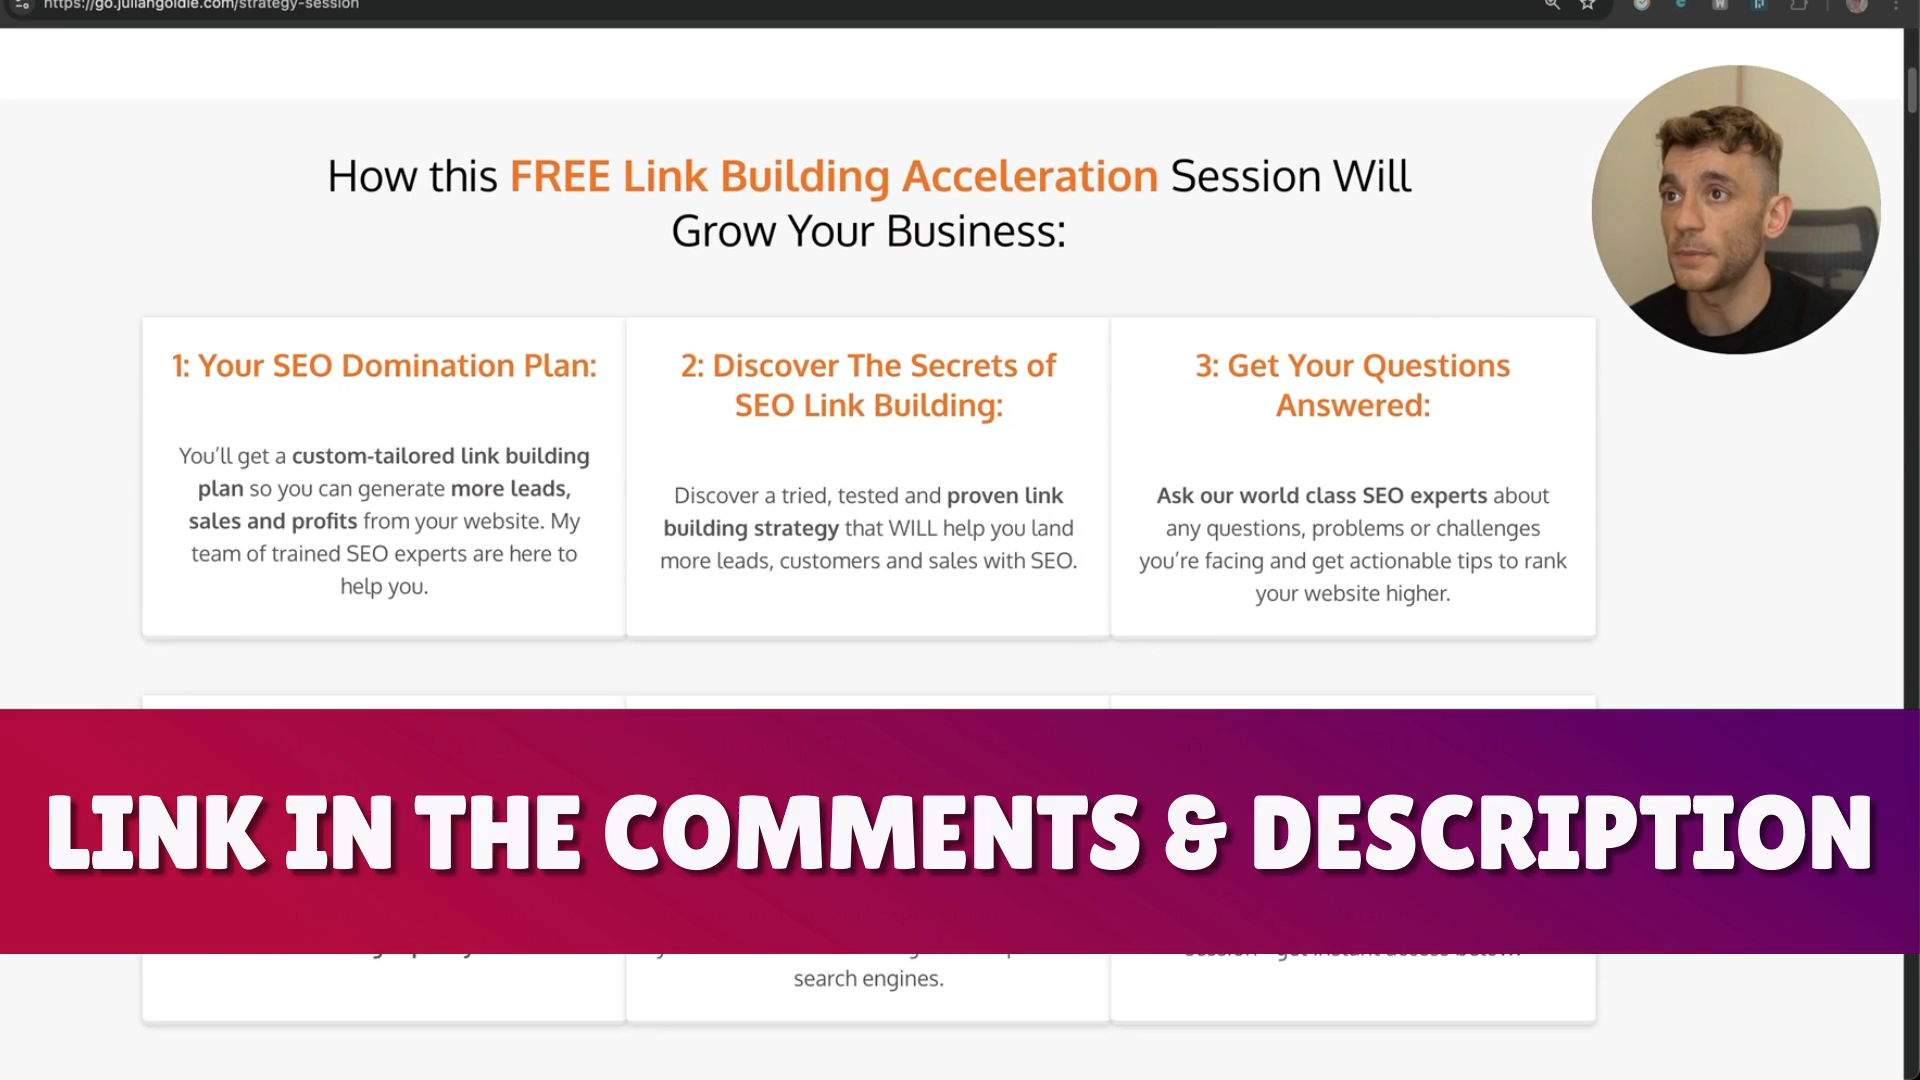 https://go.juliangoldie.com/strategy-session
How this FREE Link Building Acceleration Session Will
Grow Your Business:
1: Your SEO Domination Plan:
You'll get a custom-tailored link building
plan so you can generate more leads,
sales and profits from your website. My
team of trained SEO experts are here to
help you.
2: Discover The Secrets of
SEO Link Building:
Discover a tried, tested and proven link
building strategy that WILL help you land
more leads, customers and sales with SEO.
3: Get Your Questions
Answered:
Ask our world class SEO experts about
any questions, problems or challenges
you're facing and get actionable tips to rank
your website higher.
LINK IN THE COMMENTS & DESCRIPTION
search engines.